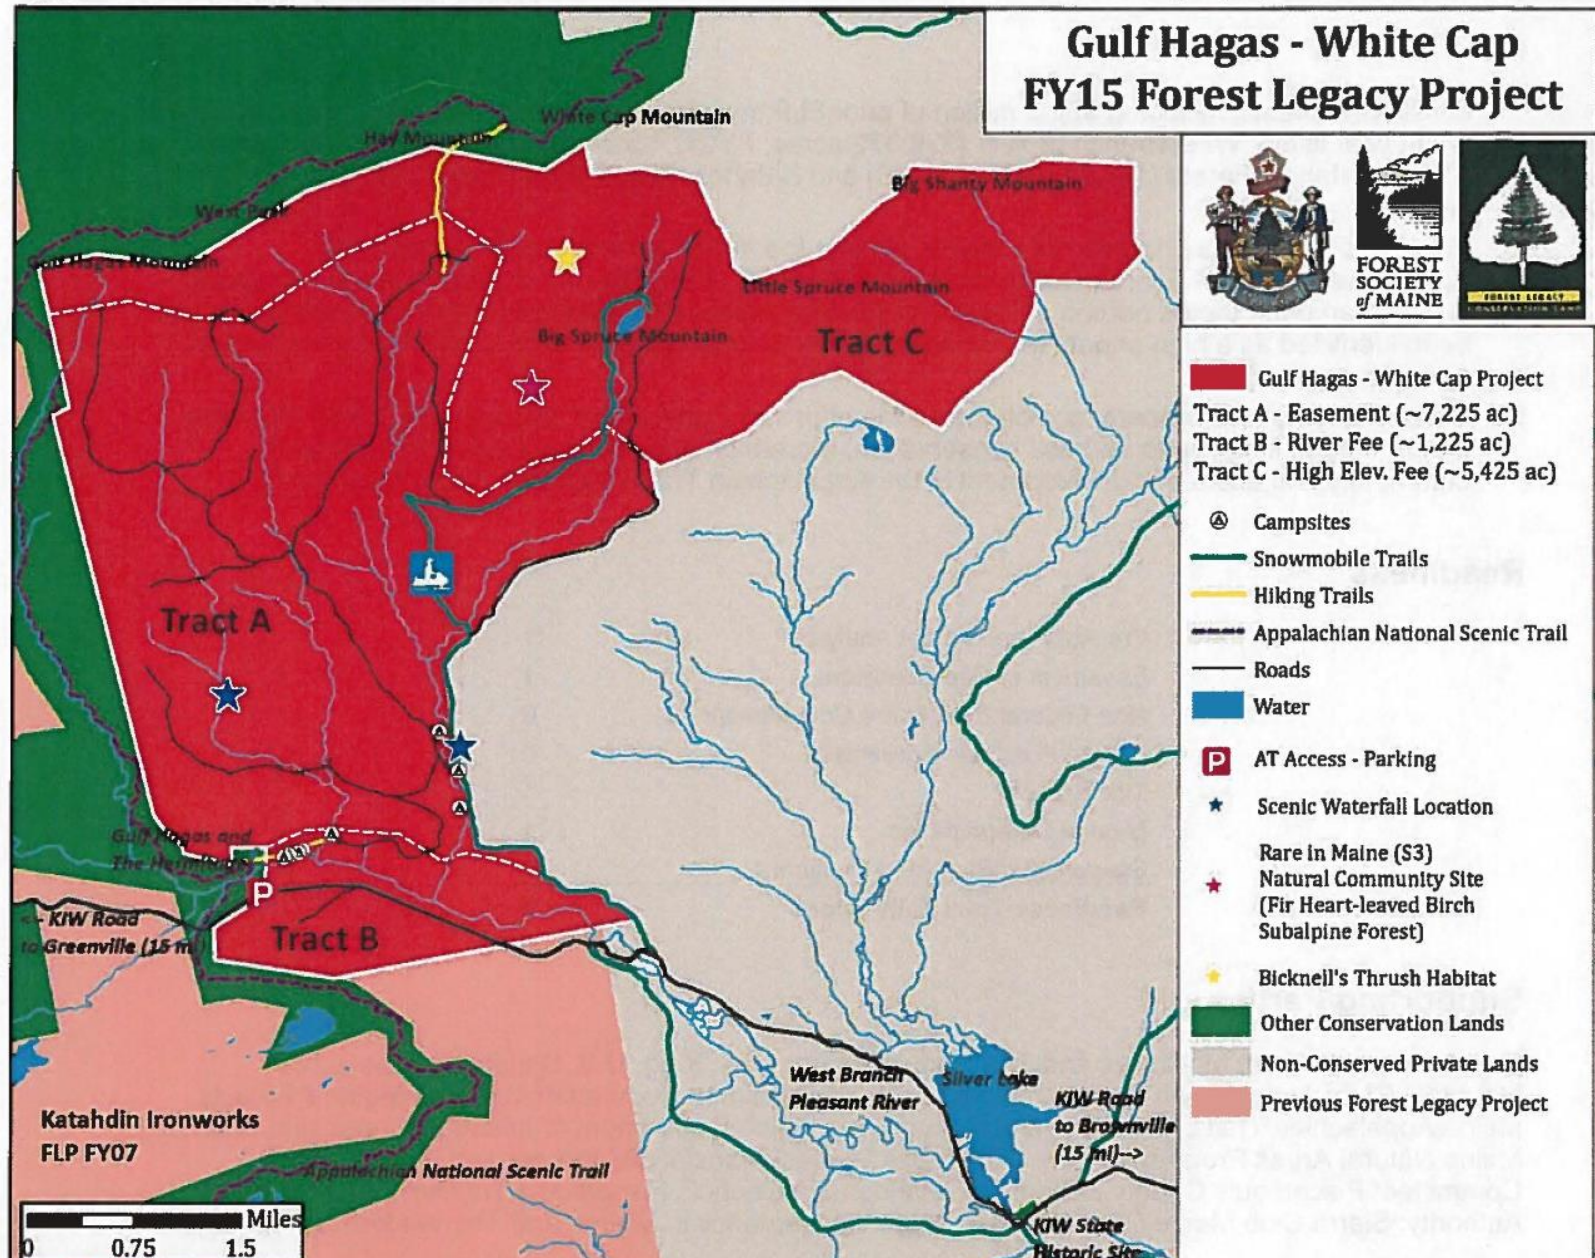 Gulf Hagas - White Cap
FY15 Forest Legacy Project
FOREST
SOCIETY
of MAINE
FOREST LEGACY
CONSERVATION LAND
White Cap Mountain
Hay Mountain
West Peak
Gulf Hagas Mountain
Big Shanty Mountain
Little Spruce Mountain
Big Spruce Mountain
Tract C
Tract A
Gulf Hagas and
The Hermitage
P
Tract B
<- - KIW Road
to Greenville (15 mi)
Katahdin Ironworks
FLP FY07
Appalachian National Scenic Trail
West Branch
Pleasant River
Silver Lake
KIW Road
to Brownville
(15 mi)-->
KIW State
Historic Site
Miles
0 0.75 1.5
Gulf Hagas - White Cap Project
Tract A - Easement (~7,225 ac)
Tract B - River Fee (~1,225 ac)
Tract C - High Elev. Fee (~5,425 ac)
Campsites
Snowmobile Trails
Hiking Trails
Appalachian National Scenic Trail
Roads
Water
P AT Access - Parking
Scenic Waterfall Location
Rare in Maine (S3)
Natural Community Site
(Fir Heart-leaved Birch
Subalpine Forest)
Bicknell's Thrush Habitat
Other Conservation Lands
Non-Conserved Private Lands
Previous Forest Legacy Project